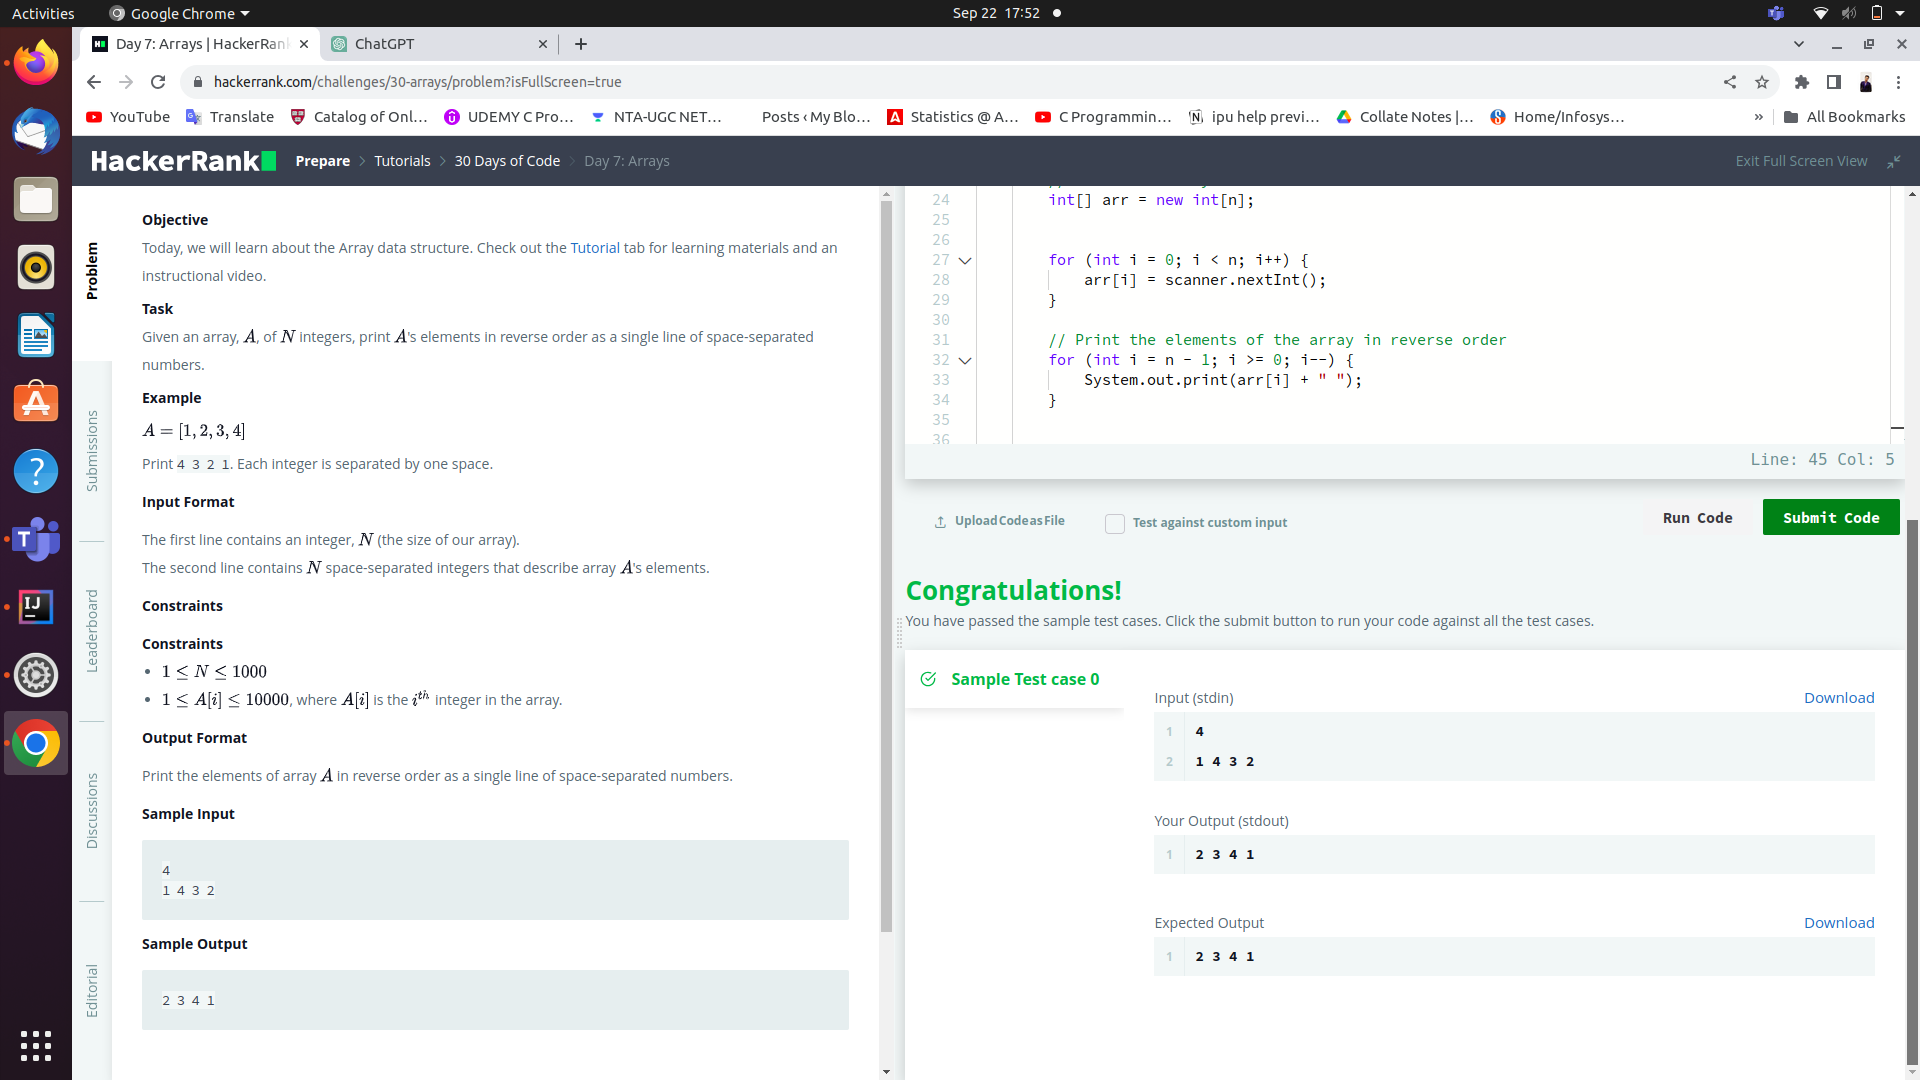 Activities
Google Chrome
Sep 22 17:52
Day 7: Arrays | HackerRan
ChatGPT
hackerrank.com/challenges/30-arrays/problem?isFullScreen=true
YouTube
Translate
Catalog of Onl...
UDEMY C Pro...
NTA-UGC NET...
Posts ‹ My Blo...
Statistics @ A...
C Programmin...
ipu help previ...
Collate Notes |...
Home/Infosys...
»
All Bookmarks
HackerRank
Prepare > Tutorials > 30 Days of Code > Day 7: Arrays
Exit Full Screen View
Problem
Submissions
Leaderboard
Discussions
Editorial
Objective
Today, we will learn about the Array data structure. Check out the Tutorial tab for learning materials and an
instructional video.
Task
Given an array, A, of N integers, print A's elements in reverse order as a single line of space-separated
numbers.
Example
A = [1, 2, 3, 4]
Print 4 3 2 1. Each integer is separated by one space.
Input Format
The first line contains an integer, N (the size of our array).
The second line contains N space-separated integers that describe array A's elements.
Constraints
Constraints
• 1 ≤ N ≤ 1000
• 1 ≤ A[i] ≤ 10000, where A[i] is the ith integer in the array.
Output Format
Print the elements of array A in reverse order as a single line of space-separated numbers.
Sample Input
4
1 4 3 2
Sample Output
2 3 4 1
24 int[] arr = new int[n];
25
26
27 for (int i = 0; i < n; i++) {
28 arr[i] = scanner.nextInt();
29 }
30
31 // Print the elements of the array in reverse order
32 for (int i = n - 1; i >= 0; i--) {
33 System.out.print(arr[i] + " ");
34 }
35
36
Line: 45 Col: 5
Upload Code as File
Test against custom input
Run Code
Submit Code
Congratulations!
You have passed the sample test cases. Click the submit button to run your code against all the test cases.
Sample Test case 0
Input (stdin)
Download
1 4
2 1 4 3 2
Your Output (stdout)
1 2 3 4 1
Expected Output
Download
1 2 3 4 1